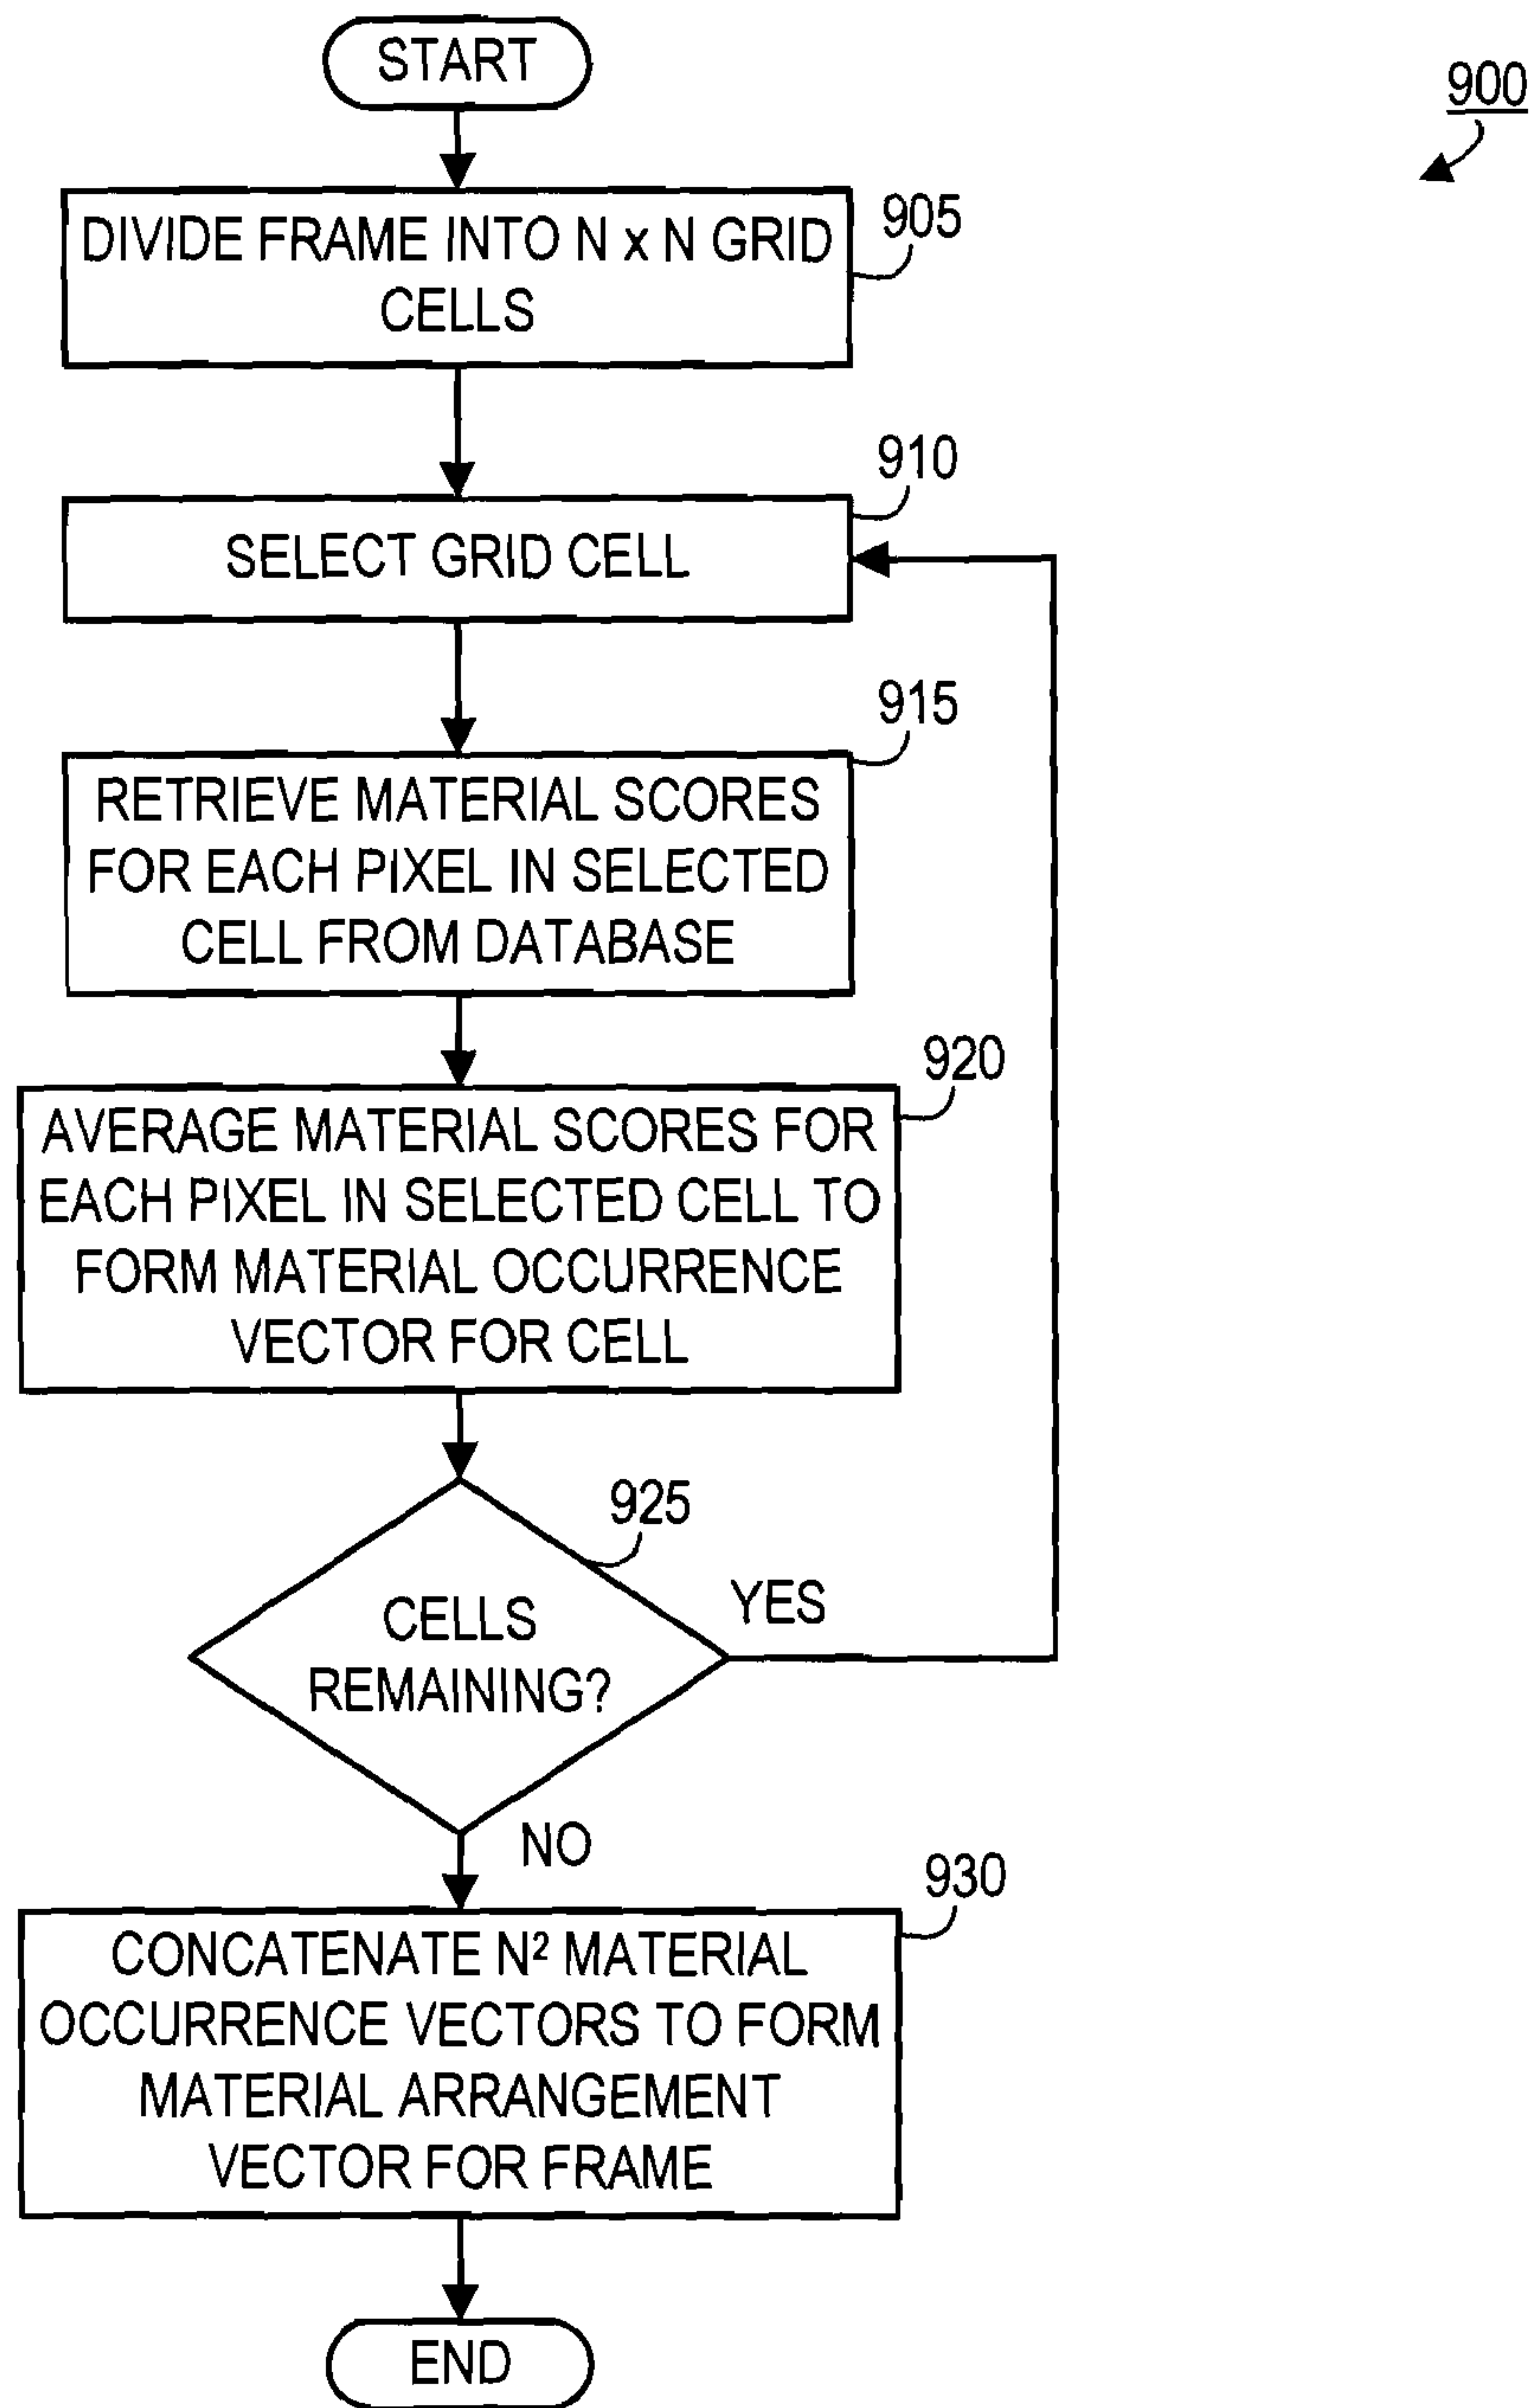 START
900
DIVIDE FRAME INTO N x N GRID
CELLS
905
910
SELECT GRID CELL
915
RETRIEVE MATERIAL SCORES
FOR EACH PIXEL IN SELECTED
CELL FROM DATABASE
920
AVERAGE MATERIAL SCORES FOR
EACH PIXEL IN SELECTED CELL TO
FORM MATERIAL OCCURRENCE
VECTOR FOR CELL
925
CELLS
REMAINING?
YES
NO
930
CONCATENATE N² MATERIAL
OCCURRENCE VECTORS TO FORM
MATERIAL ARRANGEMENT
VECTOR FOR FRAME
END